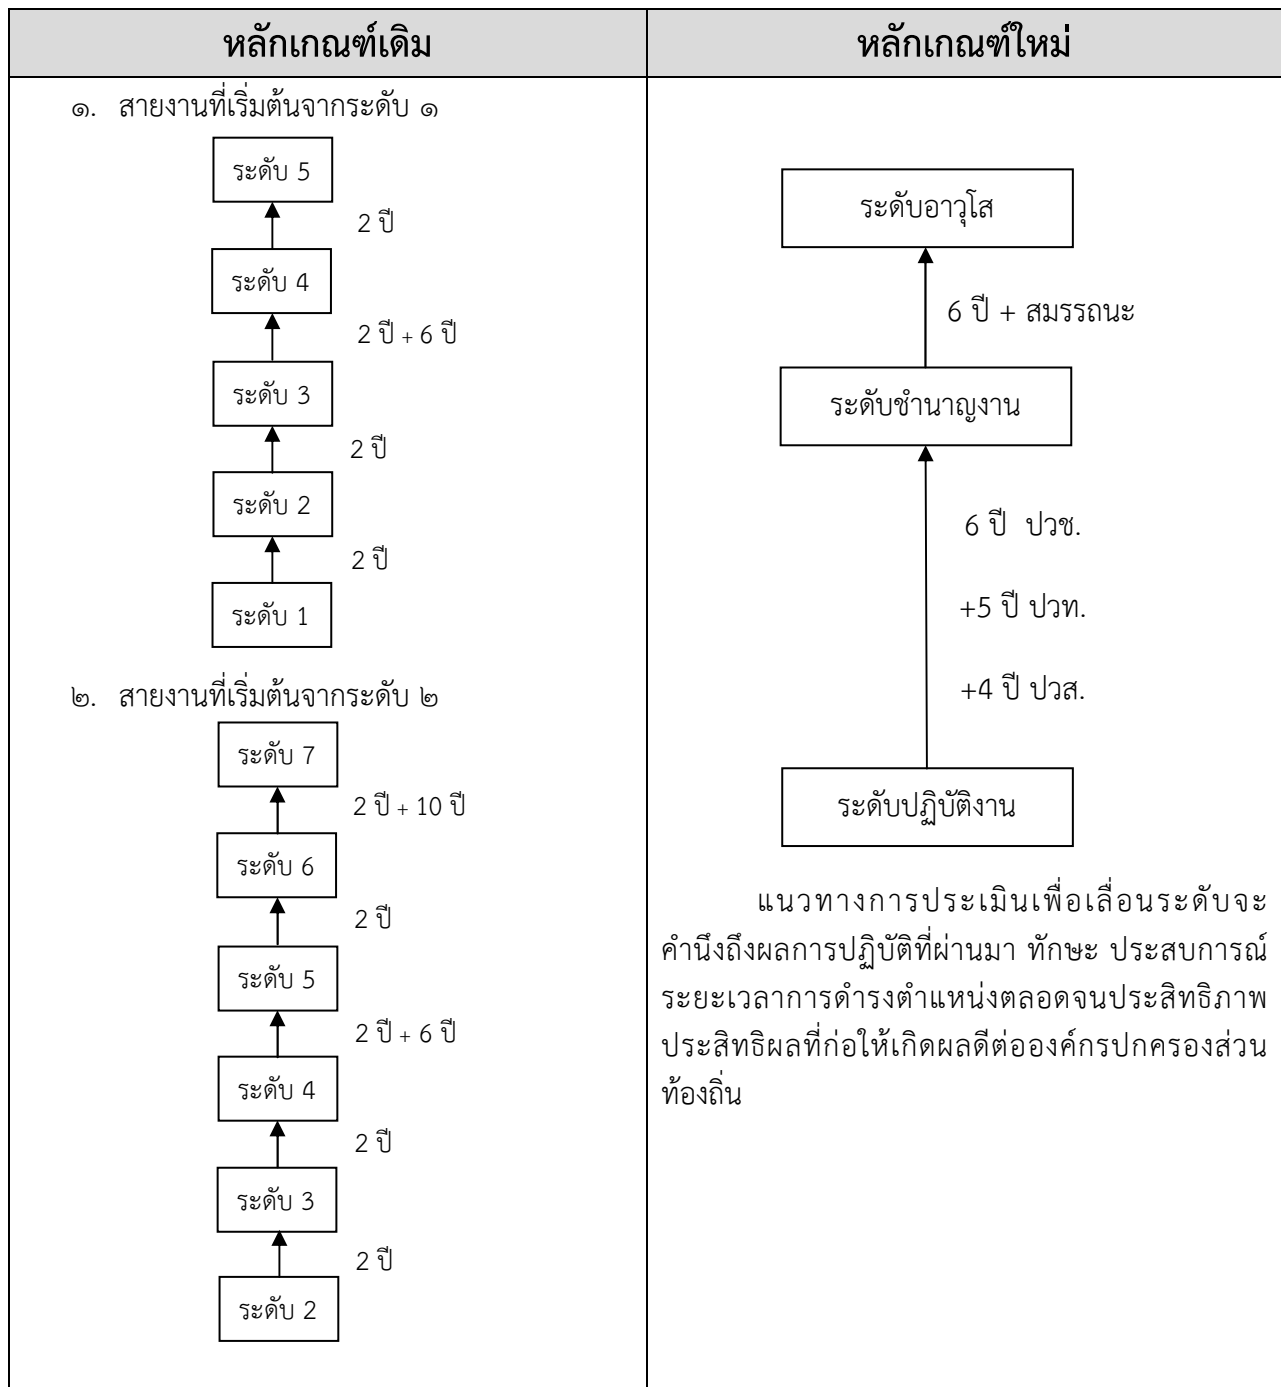 หลักเกณฑ์เดิม
หลักเกณฑ์ใหม่
๑. สายงานที่เริ่มต้นจากระดับ ๑
ระดับ 5
2 ปี
ระดับ 4
2 ปี + 6 ปี
ระดับ 3
2 ปี
ระดับ 2
2 ปี
ระดับ 1
๒. สายงานที่เริ่มต้นจากระดับ ๒
ระดับ 7
2 ปี + 10 ปี
ระดับ 6
2 ปี
ระดับ 5
2 ปี + 6 ปี
ระดับ 4
2 ปี
ระดับ 3
2 ปี
ระดับ 2
ระดับอาวุโส
6 ปี + สมรรถนะ
ระดับชำนาญงาน
6 ปี ปวช.
+5 ปี ปวท.
+4 ปี ปวส.
ระดับปฏิบัติงาน
แนวทางการประเมินเพื่อเลื่อนระดับจะ
คำนึงถึงผลการปฏิบัติที่ผ่านมา ทักษะ ประสบการณ์
ระยะเวลาการดำรงตำแหน่งตลอดจนประสิทธิภาพ
ประสิทธิผลที่ก่อให้เกิดผลดีต่อองค์กรปกครองส่วน
ท้องถิ่น